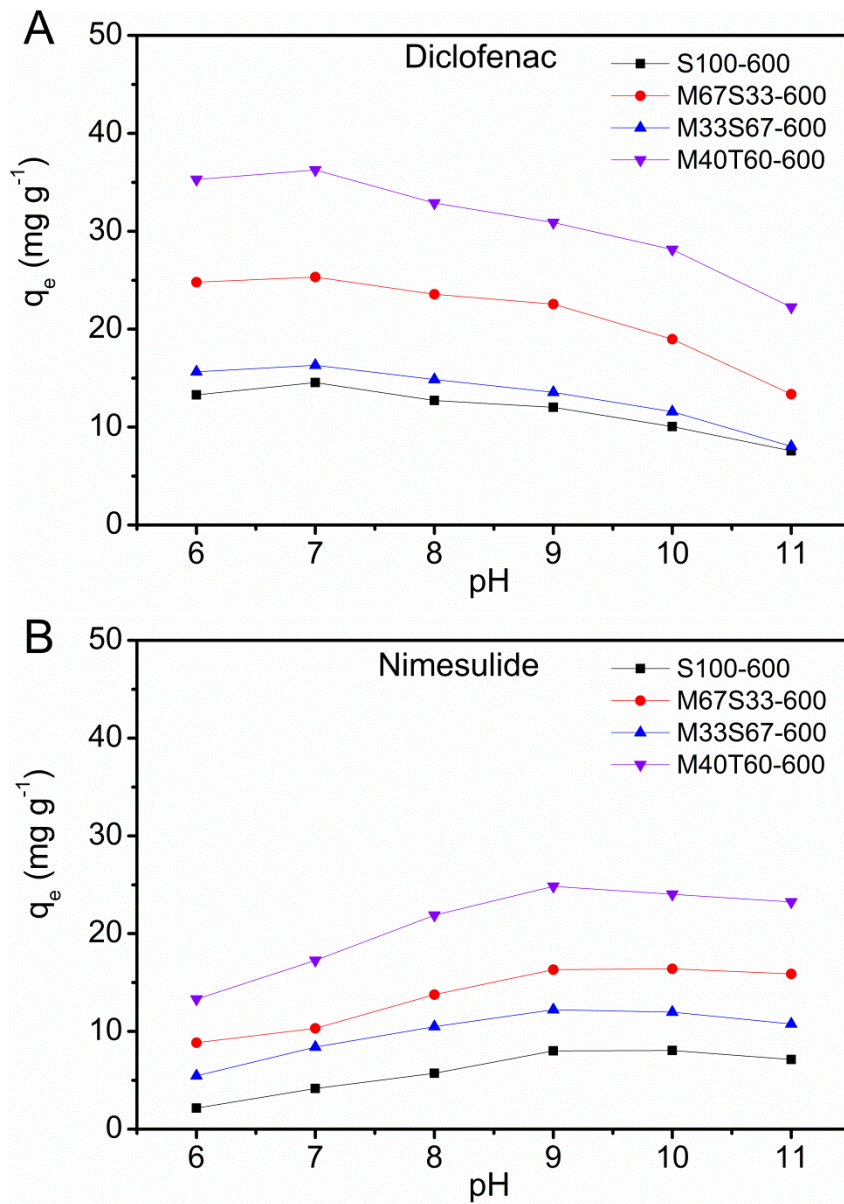 A
Diclofenac
S100-600
M67S33-600
M33S67-600
M40T60-600
50
40
30
20
10
0
qₑ (mg g⁻¹)
6 7 8 9 10 11
pH
B
Nimesulide
S100-600
M67S33-600
M33S67-600
M40T60-600
50
40
30
20
10
0
qₑ (mg g⁻¹)
6 7 8 9 10 11
pH